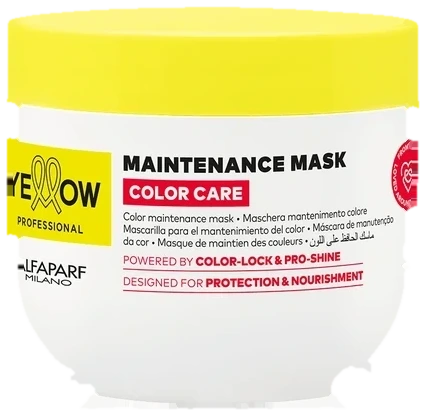 YELLOW
PROFESSIONAL
ALFAPARF
MILANO
MAINTENANCE MASK
COLOR CARE
Color maintenance mask • Maschera mantenimento colore
Mascarilla para el mantenimiento del color • Máscara de manutenção
da cor • Masque de maintien des couleurs • ماسك الحافظ على اللون
POWERED BY COLOR-LOCK & PRO-SHINE
DESIGNED FOR PROTECTION & NOURISHMENT